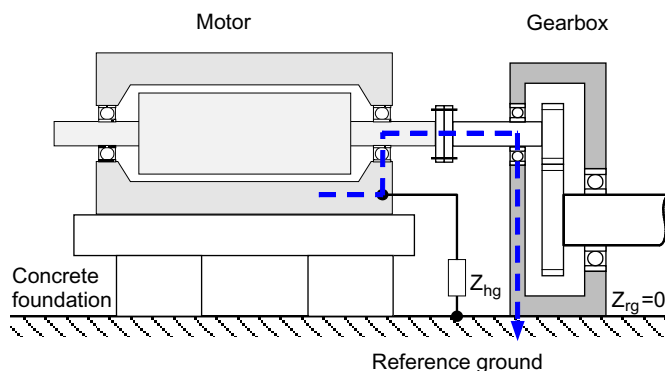 Motor
Gearbox
Concrete
foundation
Z_hg
Z_rg=0
Reference ground